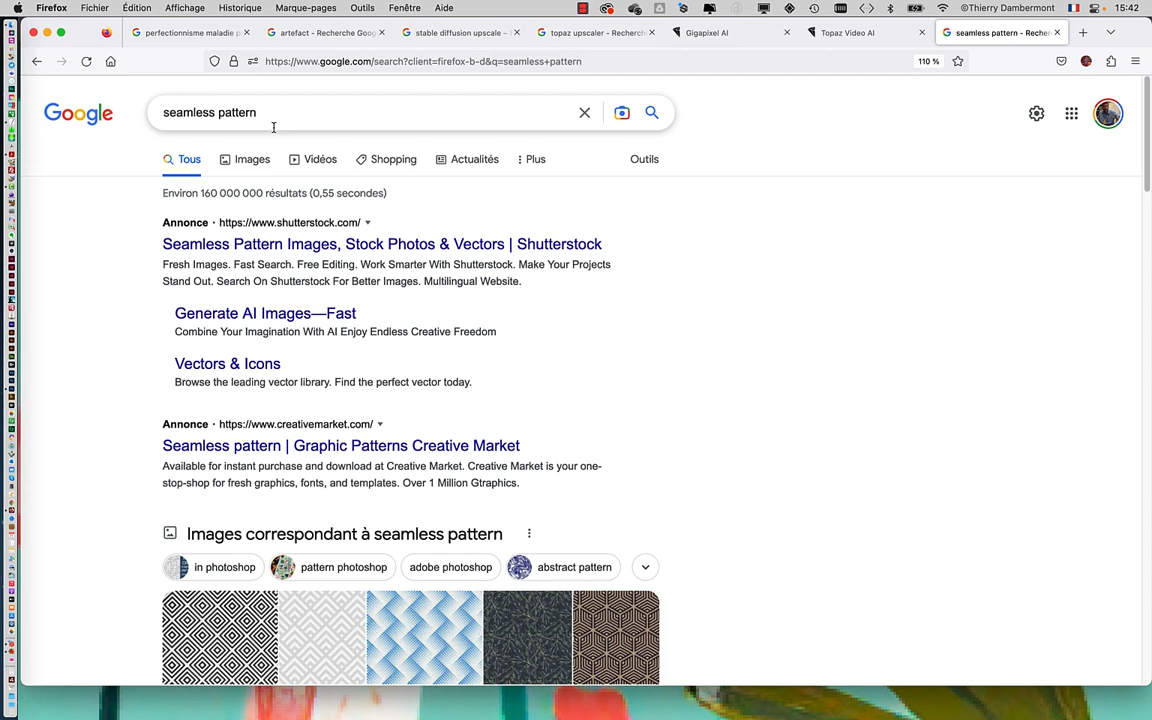 Firefox Fichier Édition Affichage Historique Marque-pages Outils Fenêtre Aide ©Thierry Dambermont 15:42
perfectionnisme maladie p
artefact - Recherche Goog
stable diffusion upscale –
topaz upscaler - Recherch
Gigapixel AI
Topaz Video AI
seamless pattern - Recher
https://www.google.com/search?client=firefox-b-d&q=seamless+pattern 110 %
Google
seamless pattern
Tous Images Vidéos Shopping Actualités Plus Outils
Environ 160 000 000 résultats (0,55 secondes)
Annonce · https://www.shutterstock.com/
Seamless Pattern Images, Stock Photos & Vectors | Shutterstock
Fresh Images. Fast Search. Free Editing. Work Smarter With Shutterstock. Make Your Projects
Stand Out. Search On Shutterstock For Better Images. Multilingual Website.
Generate AI Images—Fast
Combine Your Imagination With AI Enjoy Endless Creative Freedom
Vectors & Icons
Browse the leading vector library. Find the perfect vector today.
Annonce · https://www.creativemarket.com/
Seamless pattern | Graphic Patterns Creative Market
Available for instant purchase and download at Creative Market. Creative Market is your one-
stop-shop for fresh graphics, fonts, and templates. Over 1 Million Gtraphics.
Images correspondant à seamless pattern
in photoshop
pattern photoshop
adobe photoshop
abstract pattern